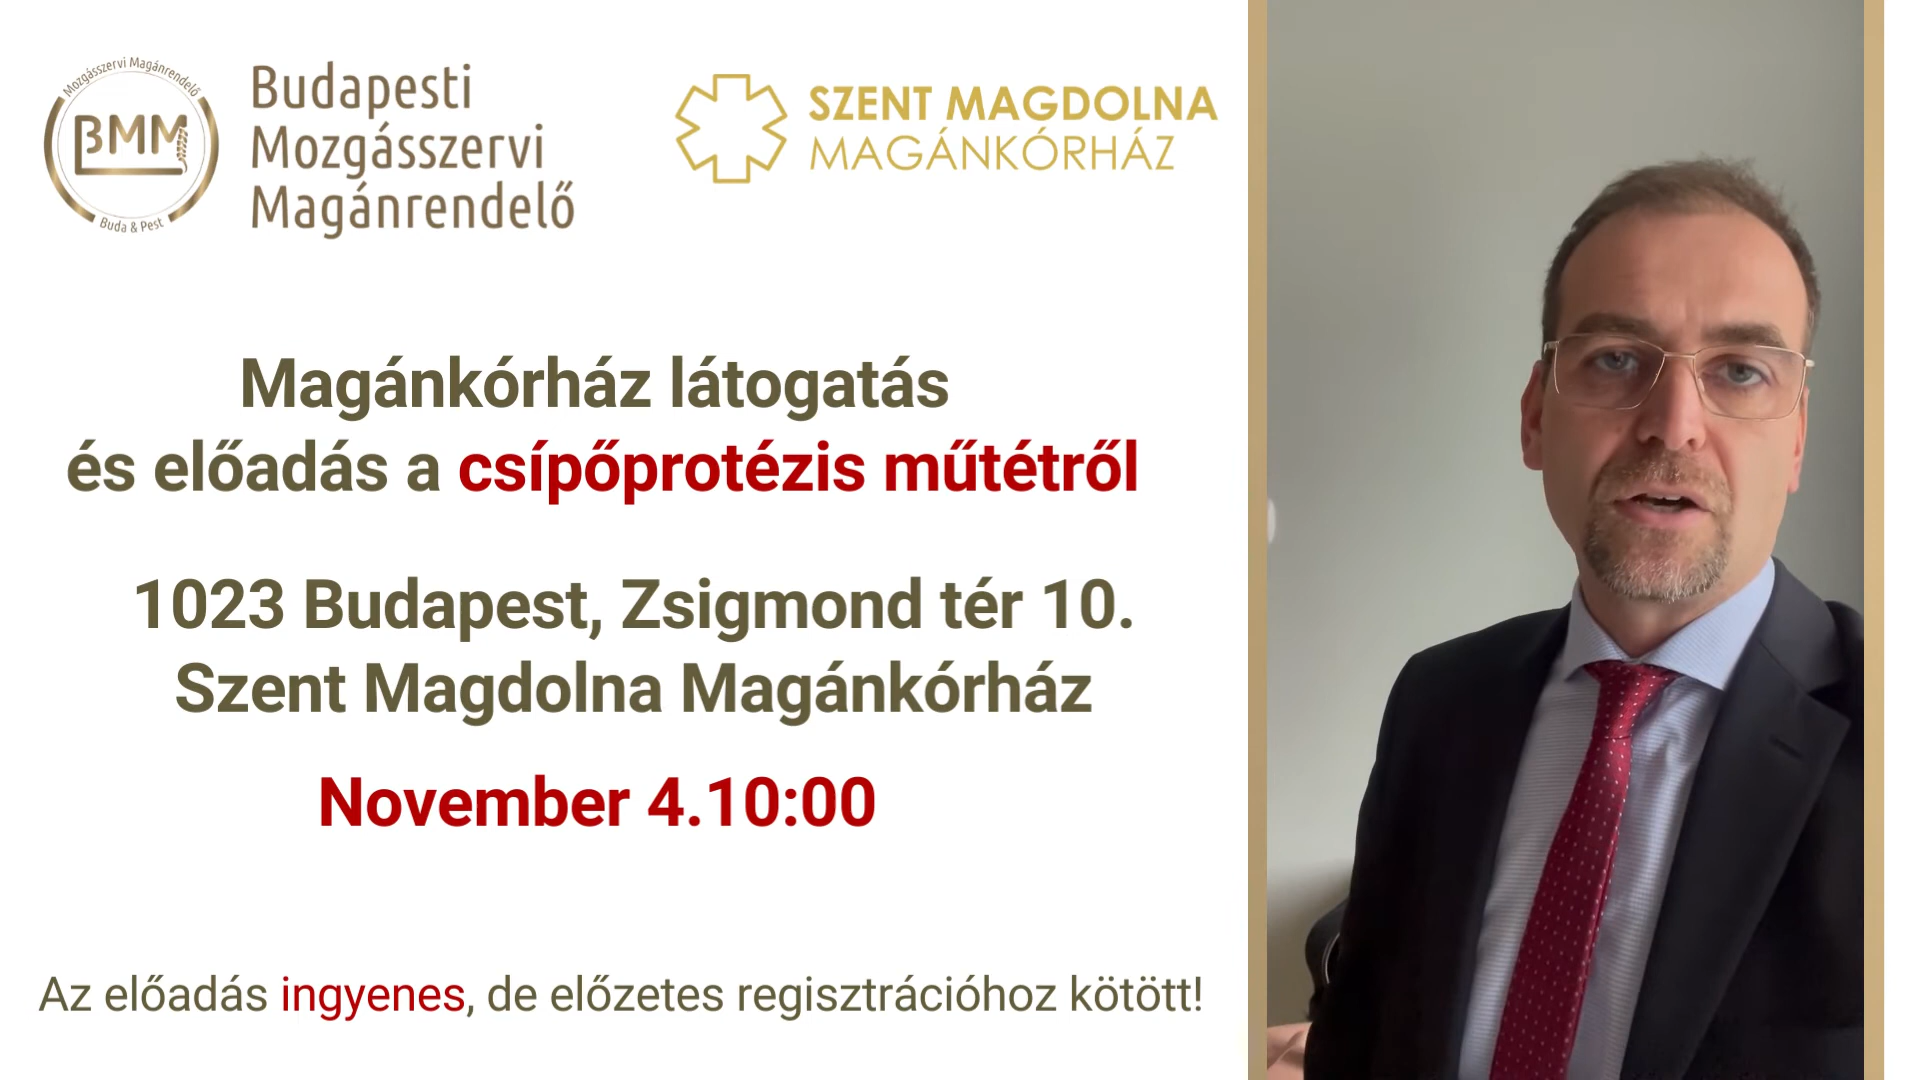 Mozgásszervi Magánrendelő
BMM
Buda & Pest
Budapesti
Mozgásszervi
Magánrendelő
SZENT MAGDOLNA
MAGÁNKÓRHÁZ
Magánkórház látogatás
és előadás a csípőprotézis műtétről
1023 Budapest, Zsigmond tér 10.
Szent Magdolna Magánkórház
November 4.10:00
Az előadás ingyenes, de előzetes regisztrációhoz kötött!